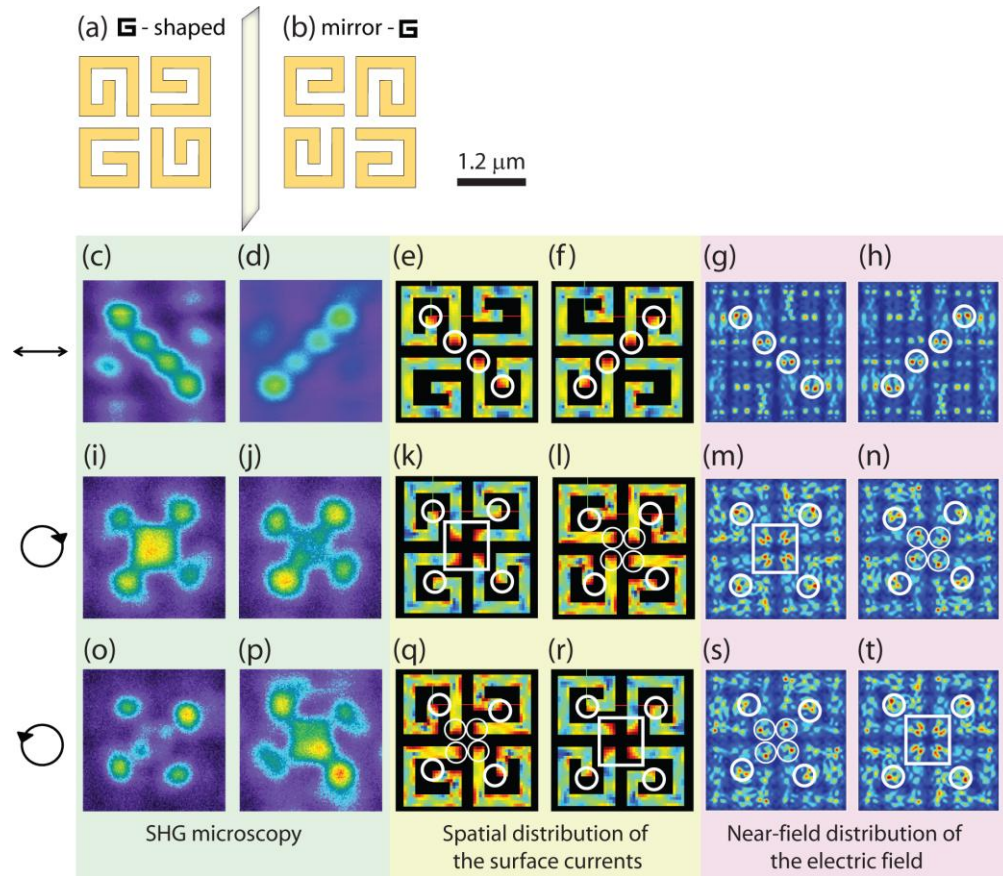 (a) G - shaped
(b) mirror - G
1.2 μm
(c) (d) (e) (f) (g) (h)
(i) (j) (k) (l) (m) (n)
(o) (p) (q) (r) (s) (t)
SHG microscopy
Spatial distribution of
the surface currents
Near-field distribution of
the electric field